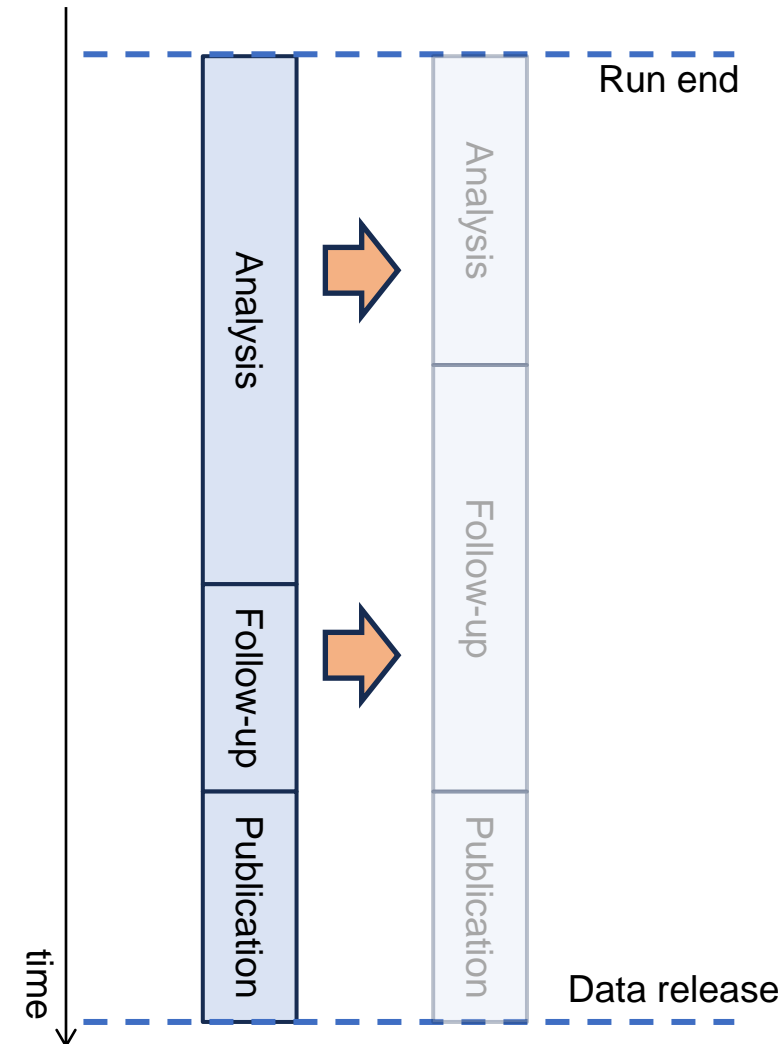 Run end
Analysis
Analysis
Follow-up
Follow-up
Publication
Publication
time
Data release